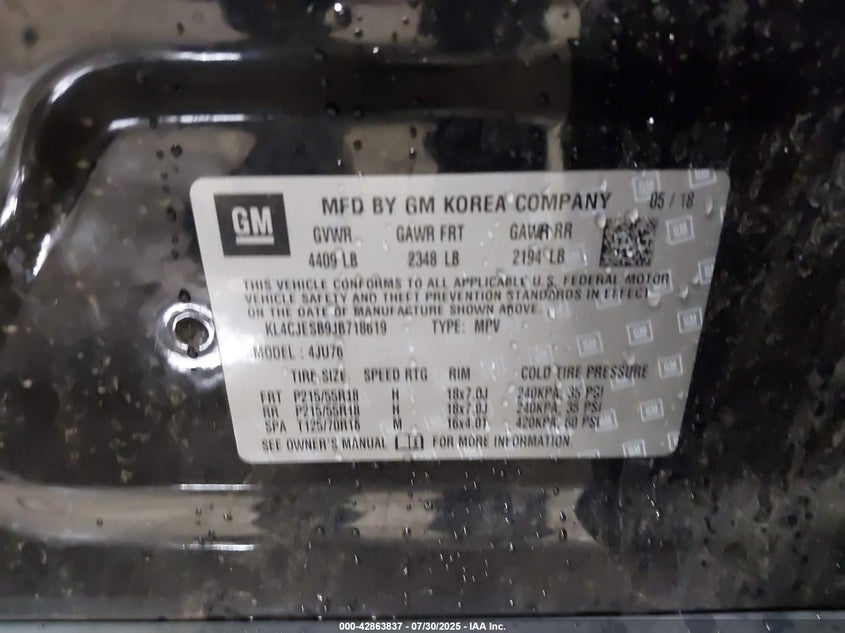 GM
MFD BY GM KOREA COMPANY 05 / 18
GVWR GAWR FRT GAWR RR
4409 LB 2348 LB 2194 LB
THIS VEHICLE CONFORMS TO ALL APPLICABLE U.S. FEDERAL MOTOR
VEHICLE SAFETY AND THEFT PREVENTION STANDARDS IN EFFECT
ON THE DATE OF MANUFACTURE SHOWN ABOVE.
KL4CJESB9JB718619 TYPE: MPV
MODEL : 4JU76
TIRE SIZE SPEED RTG RIM COLD TIRE PRESSURE
FRT P215/55R18 H 18x7.0J 240KPA, 35 PSI
RR P215/55R18 H 18x7.0J 240KPA, 35 PSI
SPA T125/70R16 M 16x4.0T 420KPA, 60 PSI
SEE OWNER'S MANUAL FOR MORE INFORMATION
000-42863837 - 07/30/2025 - IAA Inc.